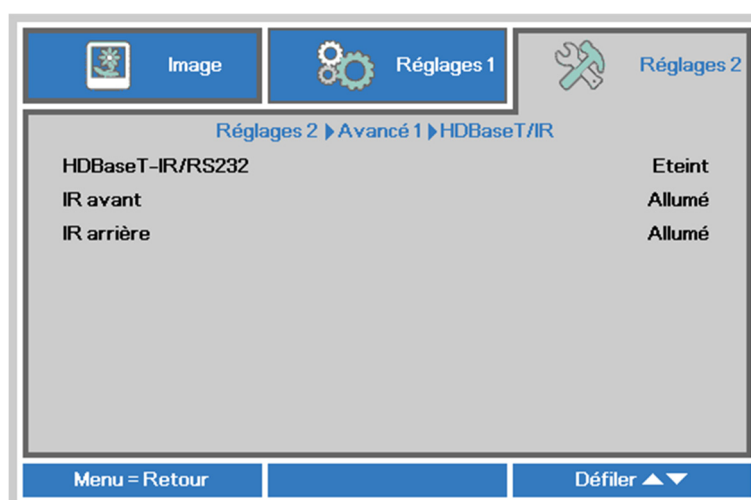 Image
Réglages 1
Réglages 2
Réglages 2 ▶ Avancé 1 ▶ HDBaseT/IR
HDBaseT-IR/RS232 Eteint
IR avant Allumé
IR arrière Allumé
Menu = Retour
Défiler ▲▼